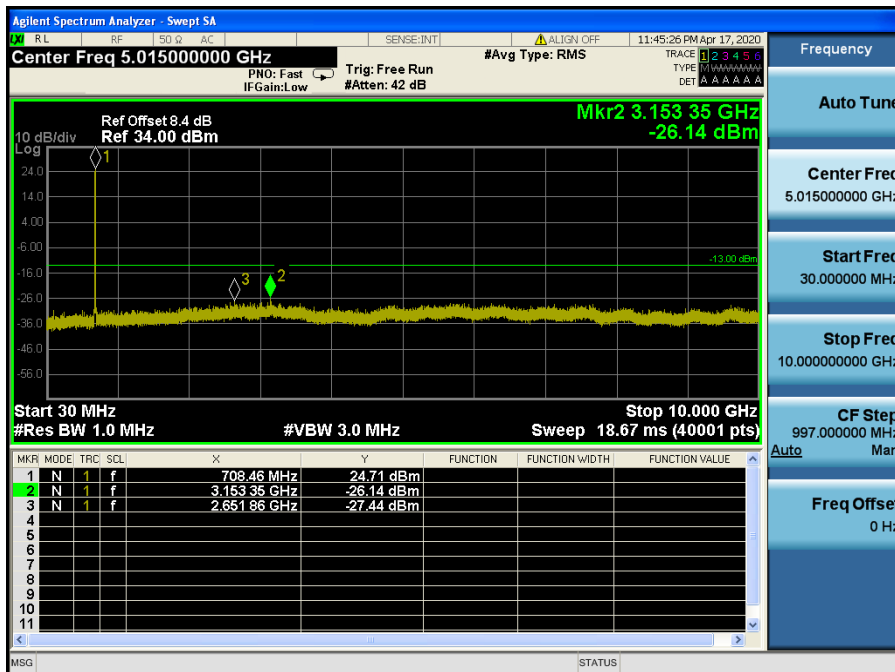 Agilent Spectrum Analyzer - Swept SA
LXI RL RF 50 Ω AC SENSE:INT ALIGN OFF 11:45:26 PM Apr 17, 2020
Center Freq 5.015000000 GHz
PNO: Fast
IFGain:Low
Trig: Free Run
#Atten: 42 dB
#Avg Type: RMS
TRACE 1 2 3 4 5 6
TYPE M W W W W W
DET A A A A A A
Ref Offset 8.4 dB
Ref 34.00 dBm
10 dB/div
Log
Mkr2 3.153 35 GHz
-26.14 dBm
1
24.0
14.0
4.00
-6.00
-13.00 dBm
-16.0
3
2
-26.0
-36.0
-46.0
-56.0
Start 30 MHz
Stop 10.000 GHz
#Res BW 1.0 MHz
#VBW 3.0 MHz
Sweep 18.67 ms (40001 pts)
MKR MODE TRC SCL X Y FUNCTION FUNCTION WIDTH FUNCTION VALUE
1 N 1 f 708.46 MHz 24.71 dBm
2 N 1 f 3.153 35 GHz -26.14 dBm
3 N 1 f 2.651 86 GHz -27.44 dBm
4
5
6
7
8
9
10
11
MSG
STATUS
Frequency
Auto Tune
Center Freq
5.015000000 GHz
Start Freq
30.000000 MHz
Stop Freq
10.000000000 GHz
CF Step
997.000000 MHz
Auto Man
Freq Offset
0 Hz